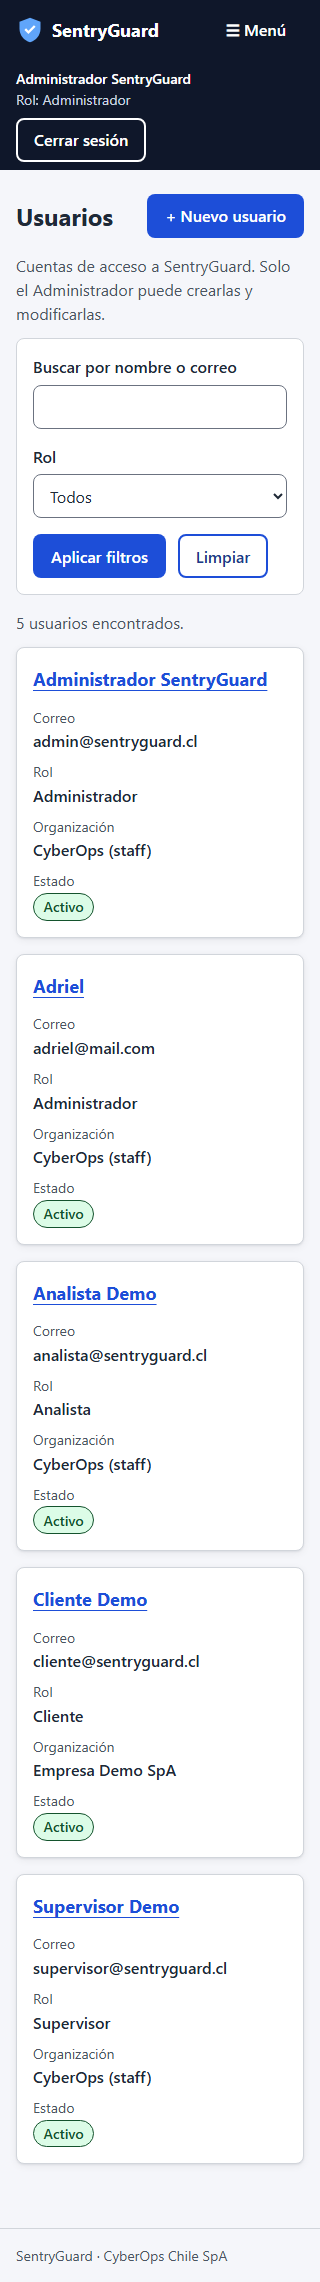 SentryGuard
☰ Menú
Administrador SentryGuard
Rol: Administrador
Cerrar sesión
Usuarios
+ Nuevo usuario
Cuentas de acceso a SentryGuard. Solo
el Administrador puede crearlas y
modificarlas.
Buscar por nombre o correo
Rol
Todos
Aplicar filtros
Limpiar
5 usuarios encontrados.
Administrador SentryGuard
Correo
admin@sentryguard.cl
Rol
Administrador
Organización
CyberOps (staff)
Estado
Activo
Adriel
Correo
adriel@mail.com
Rol
Administrador
Organización
CyberOps (staff)
Estado
Activo
Analista Demo
Correo
analista@sentryguard.cl
Rol
Analista
Organización
CyberOps (staff)
Estado
Activo
Cliente Demo
Correo
cliente@sentryguard.cl
Rol
Cliente
Organización
Empresa Demo SpA
Estado
Activo
Supervisor Demo
Correo
supervisor@sentryguard.cl
Rol
Supervisor
Organización
CyberOps (staff)
Estado
Activo
SentryGuard · CyberOps Chile SpA